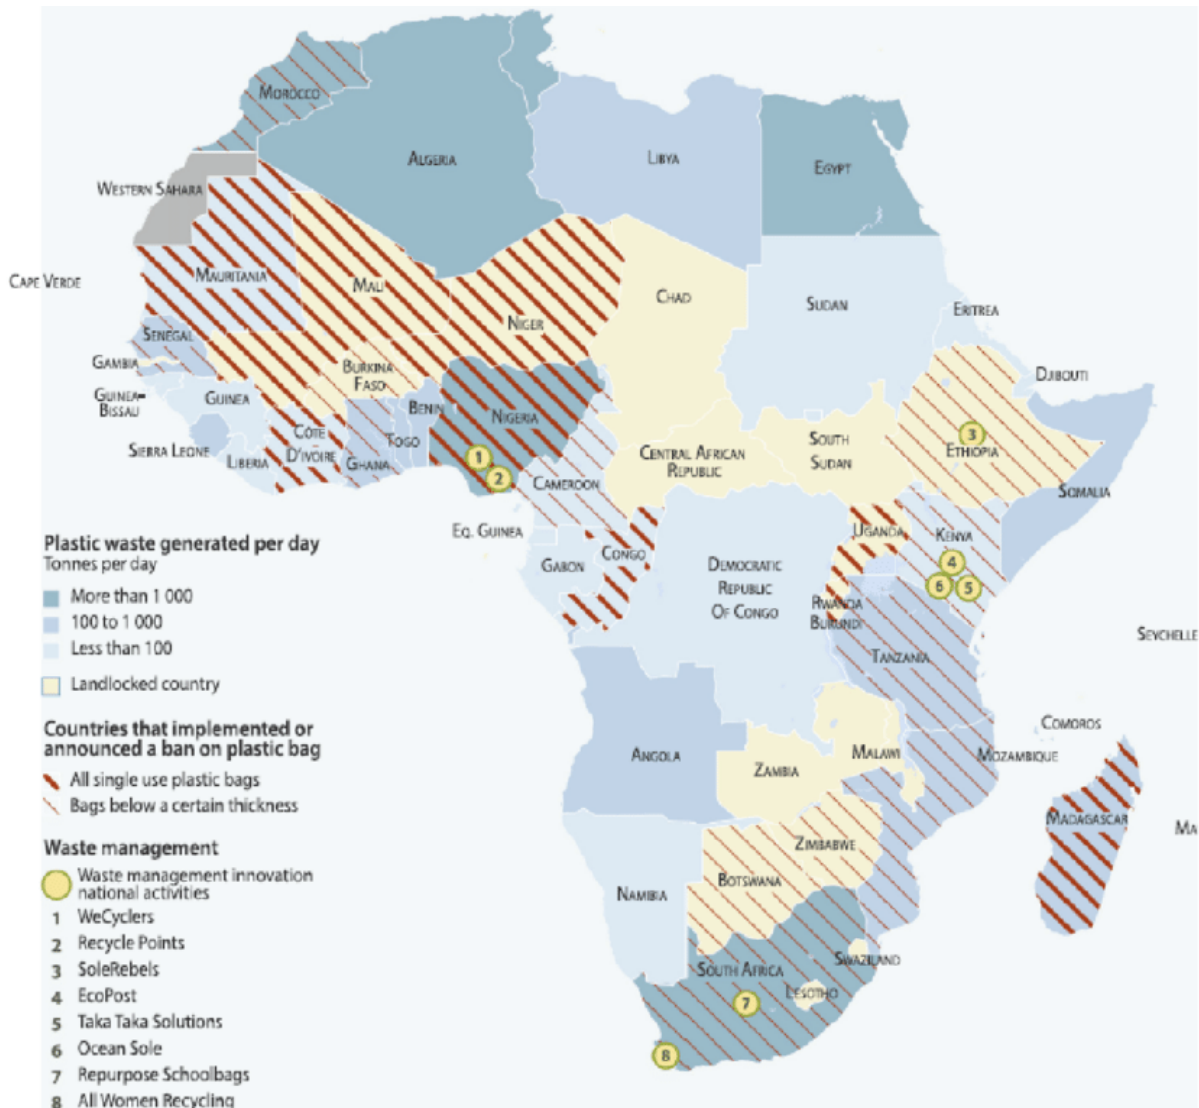 Morocco
Algeria
Libya
Egypt
Western Sahara
Cape Verde
Mauritania
Mali
Niger
Chad
Sudan
Eritrea
Senegal
Gambia
Burkina
Faso
Djibouti
Guinea-
Bissau
Guinea
Benin
Nigeria
Sierra Leone
Liberia
Côte
d'Ivoire
Ghana
Togo
1
2
Cameroon
Central African
Republic
South
Sudan
3
Ethiopia
Somalia
Eq. Guinea
Gabon
Congo
Democratic
Republic
Of Congo
Uganda
Kenya
4
6
5
Rwanda
Burundi
Tanzania
Seychelle
Comoros
Angola
Zambia
Malawi
Mozambique
Madagascar
Ma
Zimbabwe
Botswana
Namibia
Swaziland
South Africa
Lesotho
7
8
Plastic waste generated per day
Tonnes per day
More than 1 000
100 to 1 000
Less than 100
Landlocked country
Countries that implemented or
announced a ban on plastic bag
All single use plastic bags
Bags below a certain thickness
Waste management
Waste management innovation
national activities
1 WeCyclers
2 Recycle Points
3 SoleRebels
4 EcoPost
5 Taka Taka Solutions
6 Ocean Sole
7 Repurpose Schoolbags
8 All Women Recycling